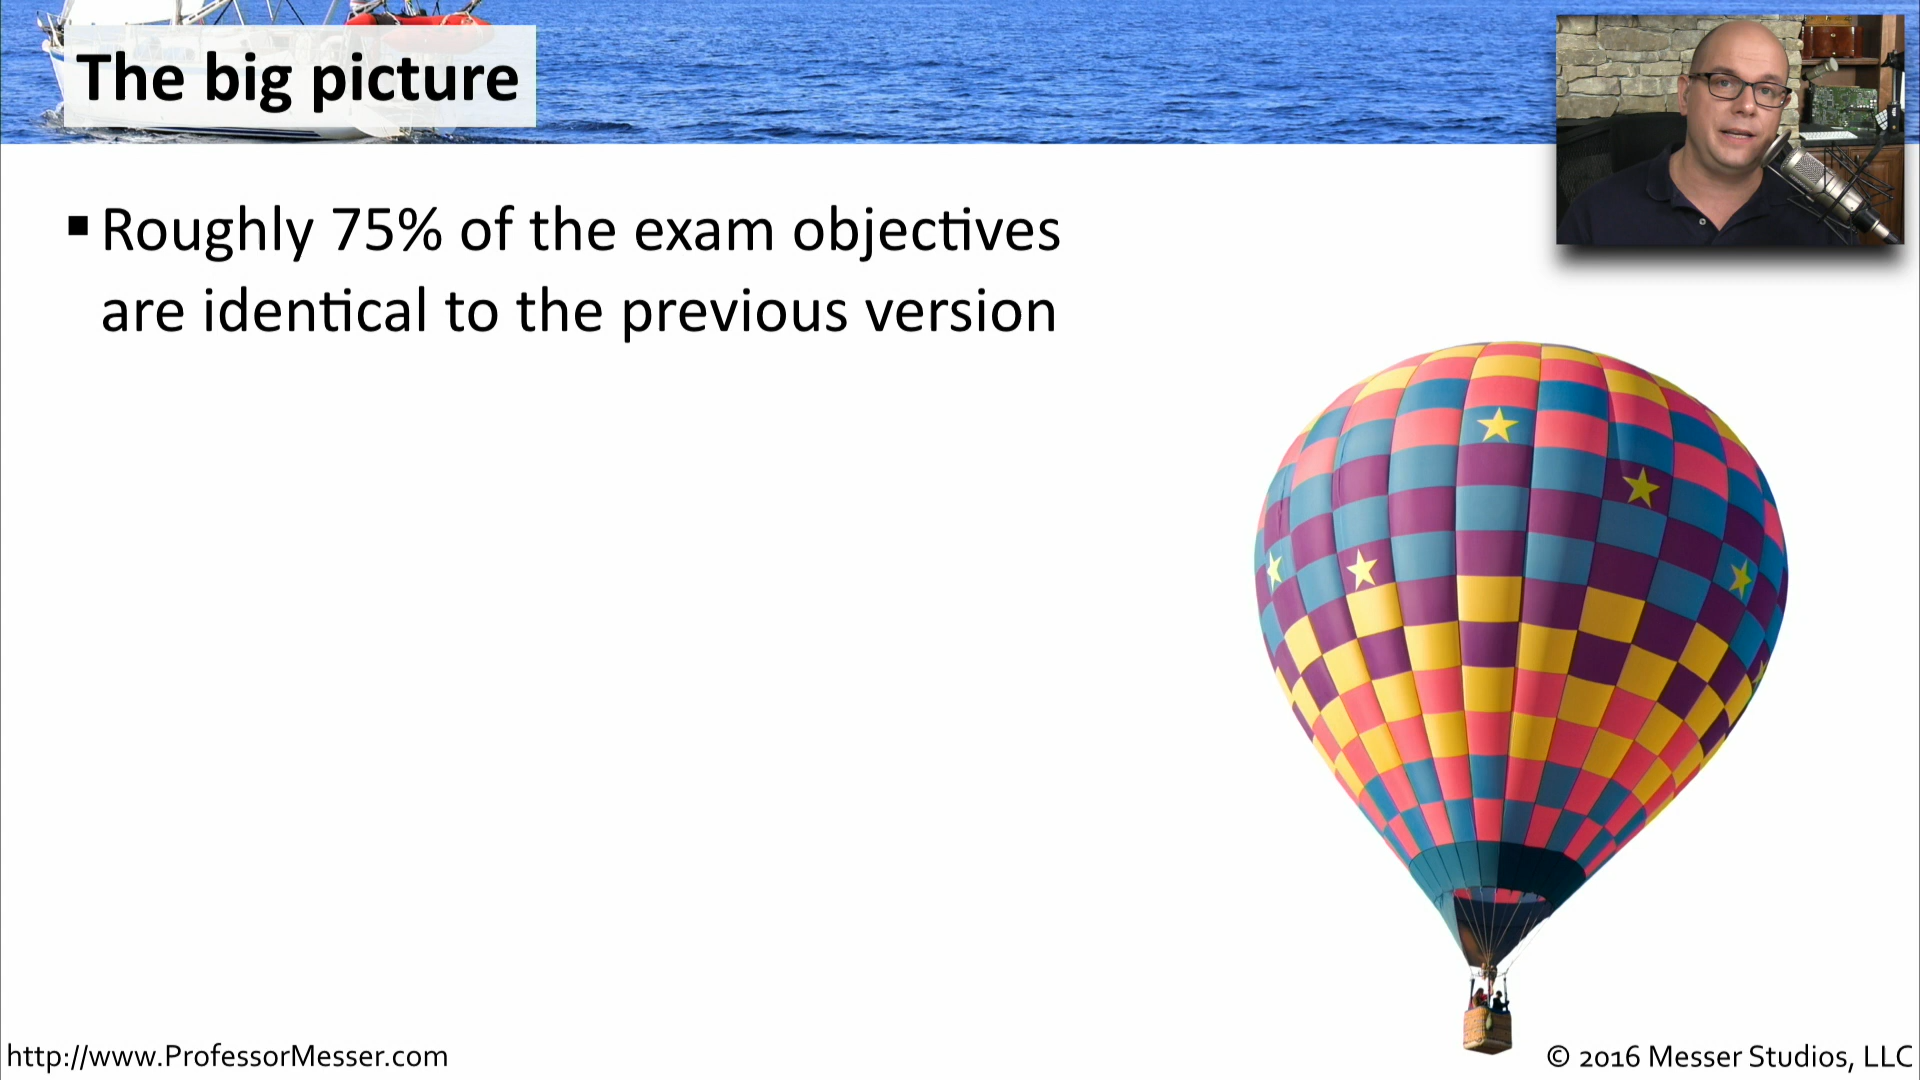 The big picture
▪ Roughly 75% of the exam objectives
are identical to the previous version
http://www.ProfessorMesser.com
© 2016 Messer Studios, LLC